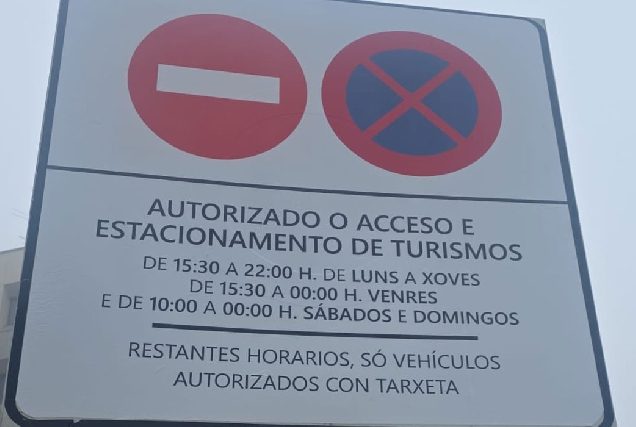 AUTORIZADO O ACCESO E
ESTACIONAMENTO DE TURISMOS
DE 15:30 A 22:00 H. DE LUNS A XOVES
DE 15:30 A 00:00 H. VENRES
E DE 10:00 A 00:00 H. SÁBADOS E DOMINGOS
RESTANTES HORARIOS, SÓ VEHÍCULOS
AUTORIZADOS CON TARXETA